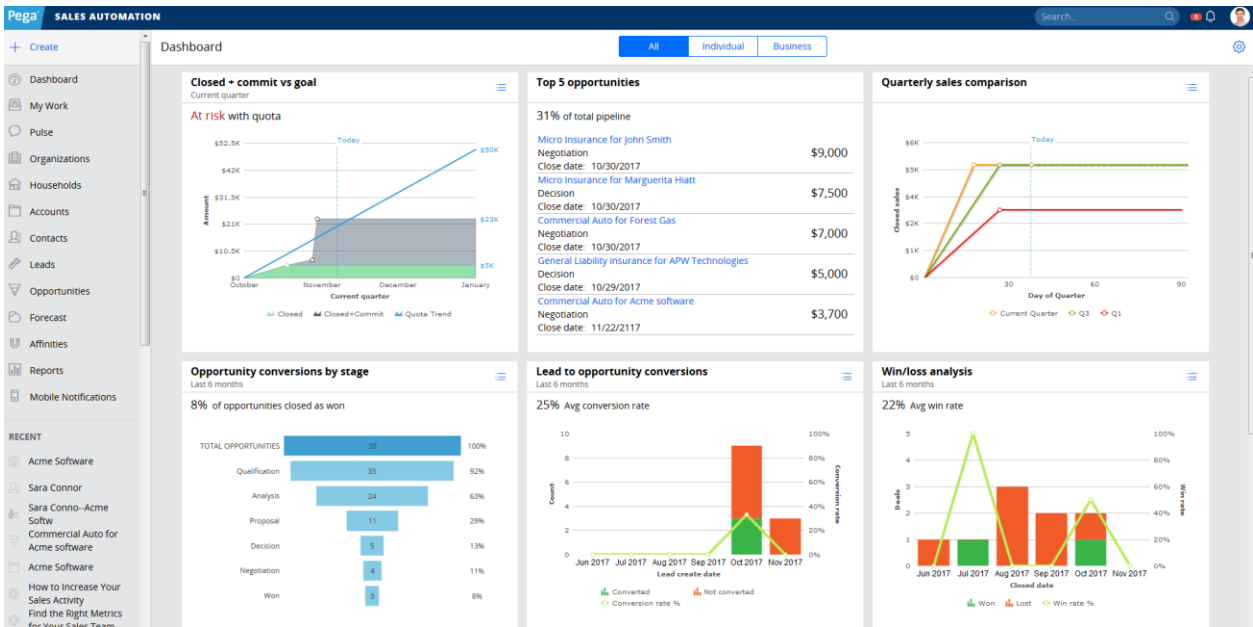 Pega SALES AUTOMATION
Search...
Create
Dashboard
My Work
Pulse
Organizations
Households
Accounts
Contacts
Leads
Opportunities
Forecast
Affinities
Reports
Mobile Notifications
RECENT
Acme Software
Sara Connor
Sara Conno--Acme
Softw
Commercial Auto for
Acme software
Acme Software
How to Increase Your
Sales Activity
Find the Right Metrics
for Your Sales Team
Dashboard
All Individual Business
Closed + commit vs goal
Current quarter
At risk with quota
Today
$52.5K
$50K
$42K
$31.5K
$23K
$21K
$10.5K
$5K
$0
Amount
October November December January
Current quarter
Closed Closed+Commit Quote Trend
Top 5 opportunities
31% of total pipeline
Micro Insurance for John Smith
Negotiation $9,000
Close date: 10/30/2017
Micro Insurance for Marguerita Hiatt
Decision $7,500
Close date: 10/30/2017
Commercial Auto for Forest Gas
Negotiation $7,000
Close date: 10/30/2017
General Liability insurance for APW Technologies
Decision $5,000
Close date: 10/29/2017
Commercial Auto for Acme software
Negotiation $3,700
Close date: 11/22/2117
Quarterly sales comparison
Today
$6K
$5K
$4K
$2K
$1K
$0
Closed sales
30 60 90
Day of Quarter
Current Quarter Q3 Q1
Opportunity conversions by stage
Last 6 months
8% of opportunities closed as won
TOTAL OPPORTUNITIES 38 100%
Qualification 35 92%
Analysis 24 63%
Proposal 11 29%
Decision 5 13%
Negotiation 4 11%
Won 3 8%
Lead to opportunity conversions
Last 6 months
25% Avg conversion rate
10 100%
8 80%
6 60%
4 40%
2 20%
0 0%
Count
Conversion rate %
Jun 2017 Jul 2017 Aug 2017 Sep 2017 Oct 2017 Nov 2017
Lead create date
Converted Not converted
Conversion rate %
Win/loss analysis
Last 6 months
22% Avg win rate
5 100%
4 80%
3 60%
2 40%
1 20%
0 0%
Deals
Win rate %
Jun 2017 Jul 2017 Aug 2017 Sep 2017 Oct 2017 Nov 2017
Closed date
Won Lost Win rate %